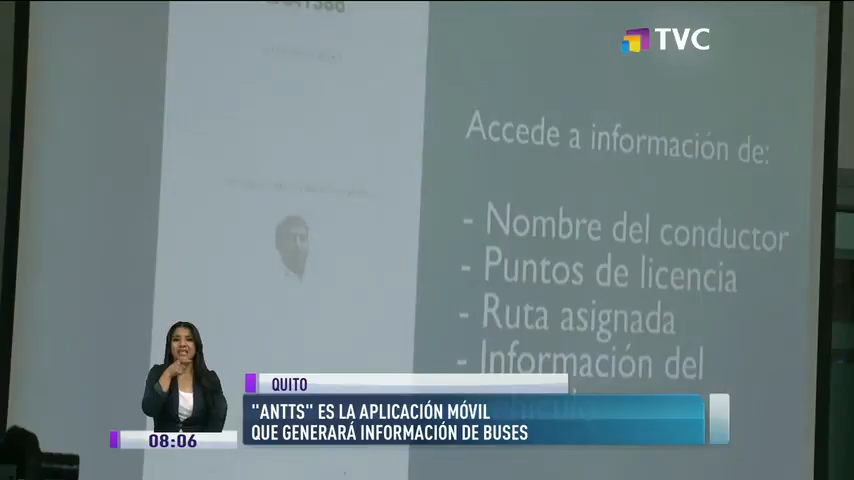 TVC
Accede a información de:
- Nombre del conductor
- Puntos de licencia
- Ruta asignada
- Información del
QUITO
"ANTTS" ES LA APLICACIÓN MÓVIL
QUE GENERARÁ INFORMACIÓN DE BUSES
08:06